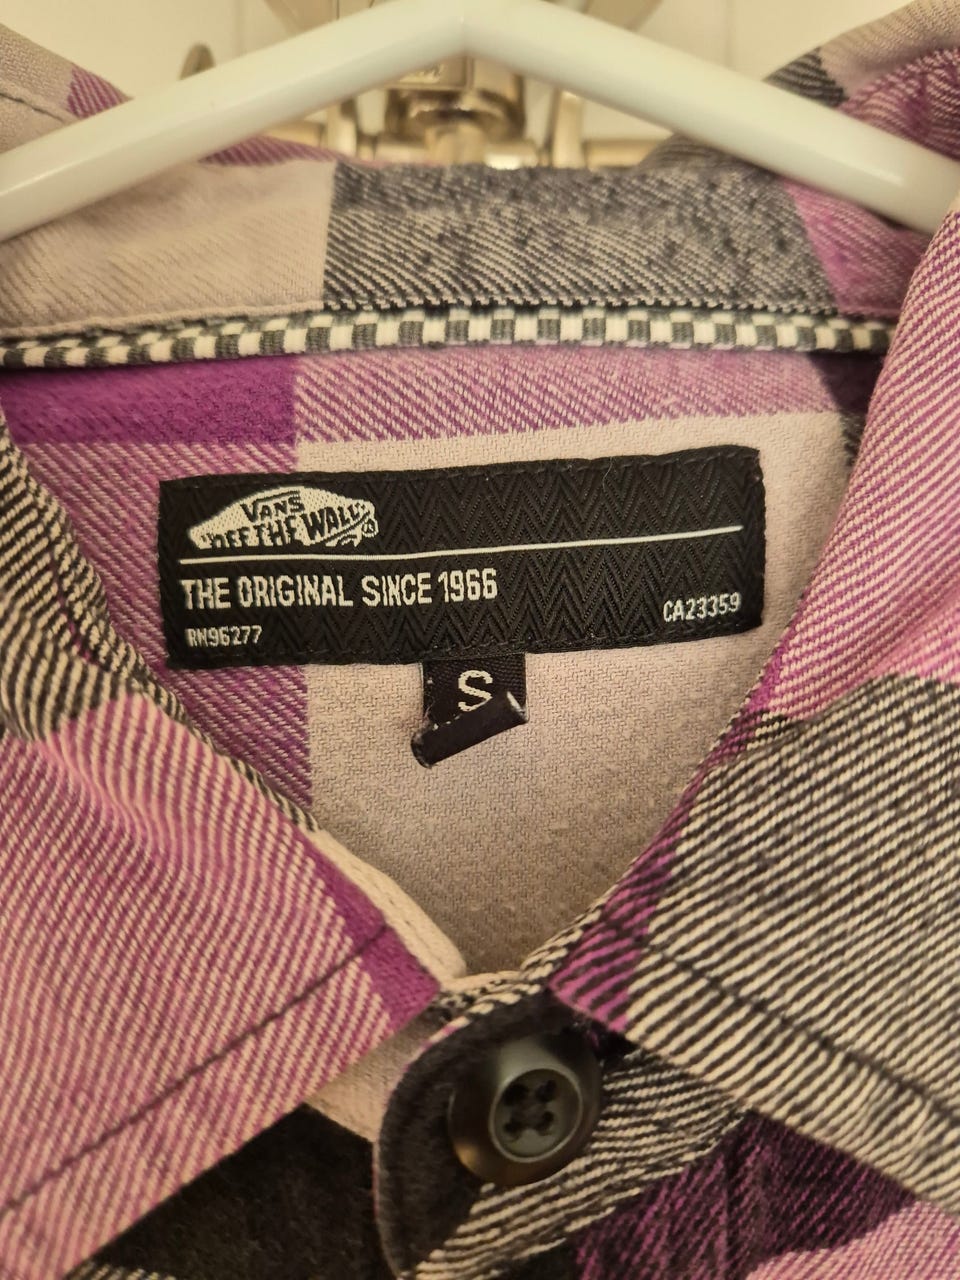 VANS
"OFF THE WALL"
THE ORIGINAL SINCE 1966
RN96277
CA23359
S